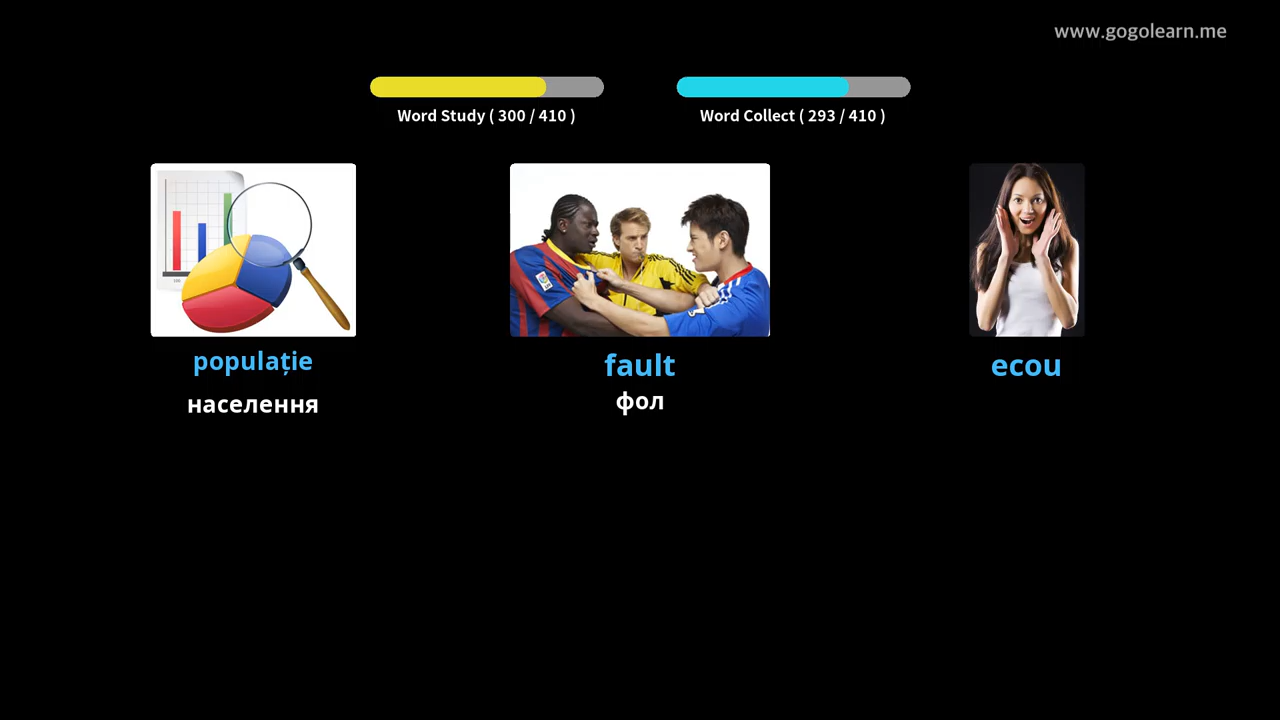 www.gogolearn.me
Word Study ( 300 / 410 )
Word Collect ( 293 / 410 )
populație
населення
fault
фол
ecou